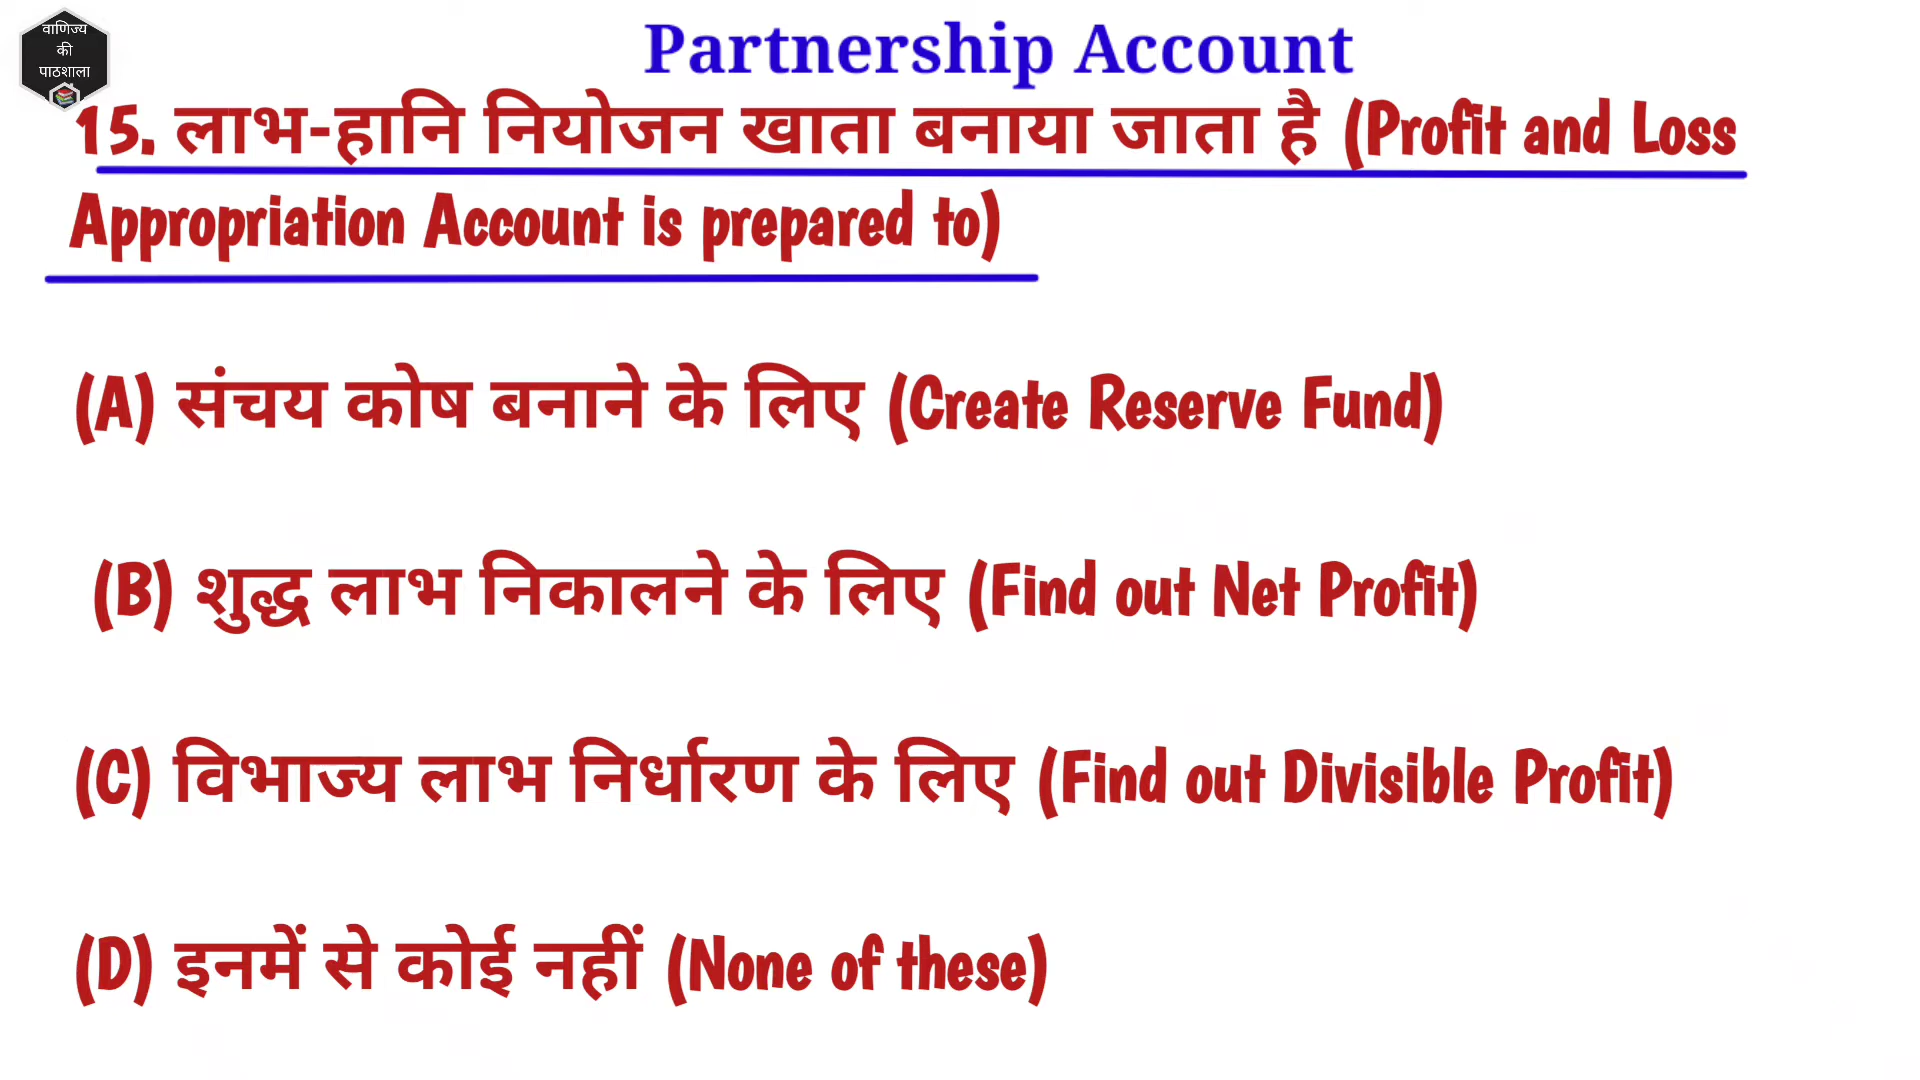 वाणिज्य
की
पाठशाला
Partnership Account
15. लाभ-हानि नियोजन खाता बनाया जाता है (Profit and Loss
Appropriation Account is prepared to)
(A) संचय कोष बनाने के लिए (Create Reserve Fund)
(B) शुद्ध लाभ निकालने के लिए (Find out Net Profit)
(C) विभाज्य लाभ निर्धारण के लिए (Find out Divisible Profit)
(D) इनमें से कोई नहीं (None of these)